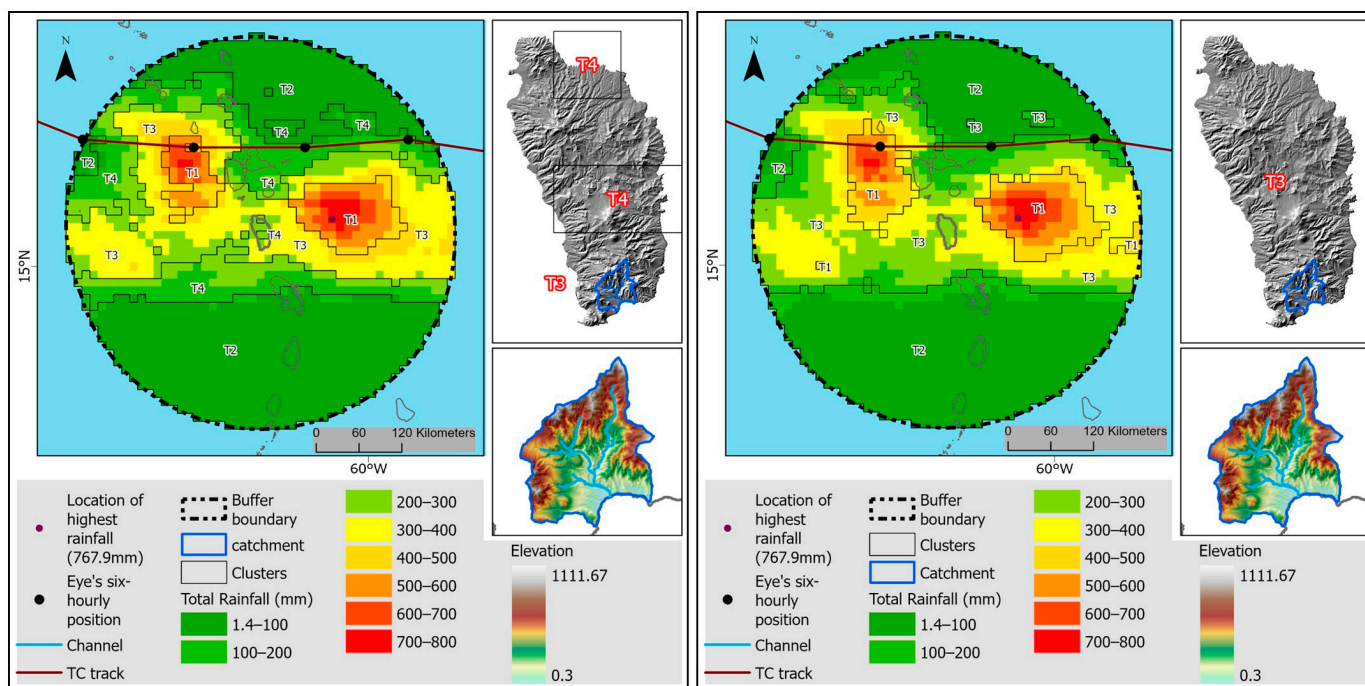 N
T2
T4
T4
T3
T2
T4
T1
T4
T1
T4
T3
T3
T3
T4
T2
15°N
0 60 120 Kilometers
60°W
T4
T4
T3
Location of
highest
rainfall
(767.9mm)
Eye's six-
hourly
position
Channel
TC track
Buffer
boundary
catchment
Clusters
Total Rainfall (mm)
1.4–100
100–200
200–300
300–400
400–500
500–600
600–700
700–800
Elevation
1111.67
0.3
N
T2
T3
T3
T3
T2
T1
T1
T3
T3
T3
T1
T1
T3
T2
15°N
0 60 120 Kilometers
60°W
T3
Location of
highest
rainfall
(767.9mm)
Eye's six-
hourly
position
Channel
TC track
Buffer
boundary
Clusters
Catchment
Total Rainfall (mm)
1.4–100
100–200
200–300
300–400
400–500
500–600
600–700
700–800
Elevation
1111.67
0.3